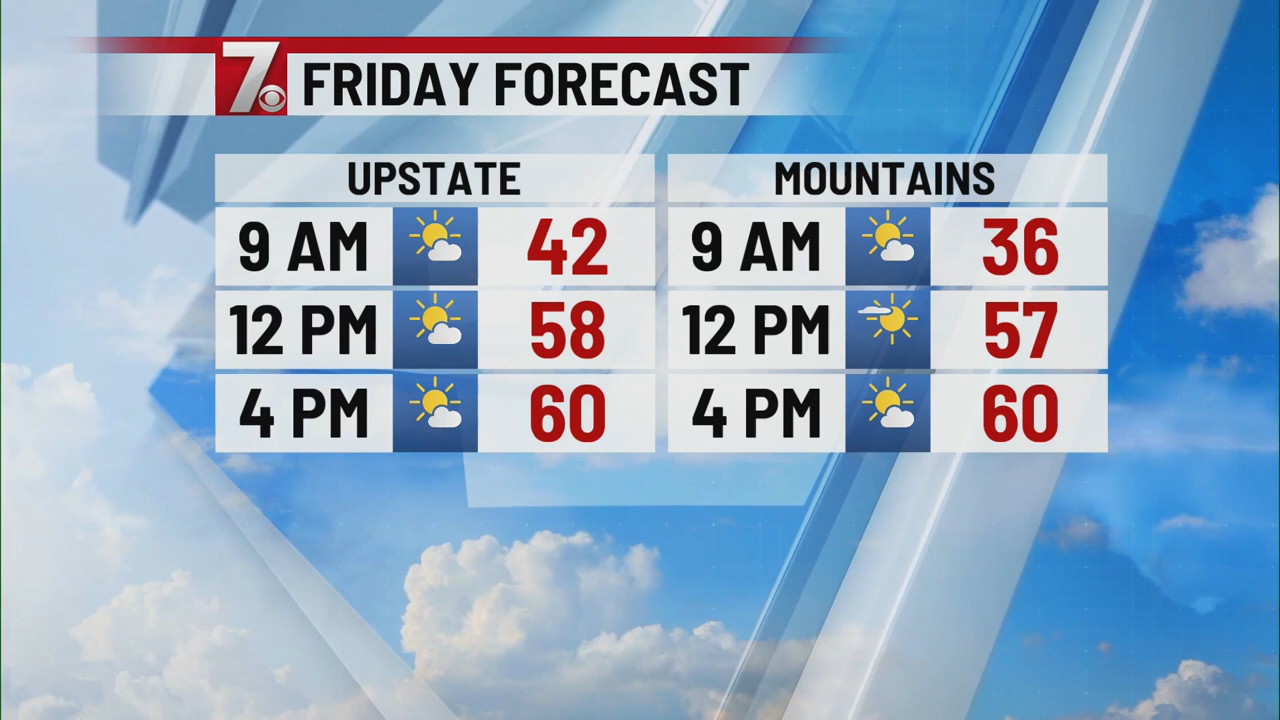 7 FRIDAY FORECAST
UPSTATE
9 AM 42
12 PM 58
4 PM 60
MOUNTAINS
9 AM 36
12 PM 57
4 PM 60